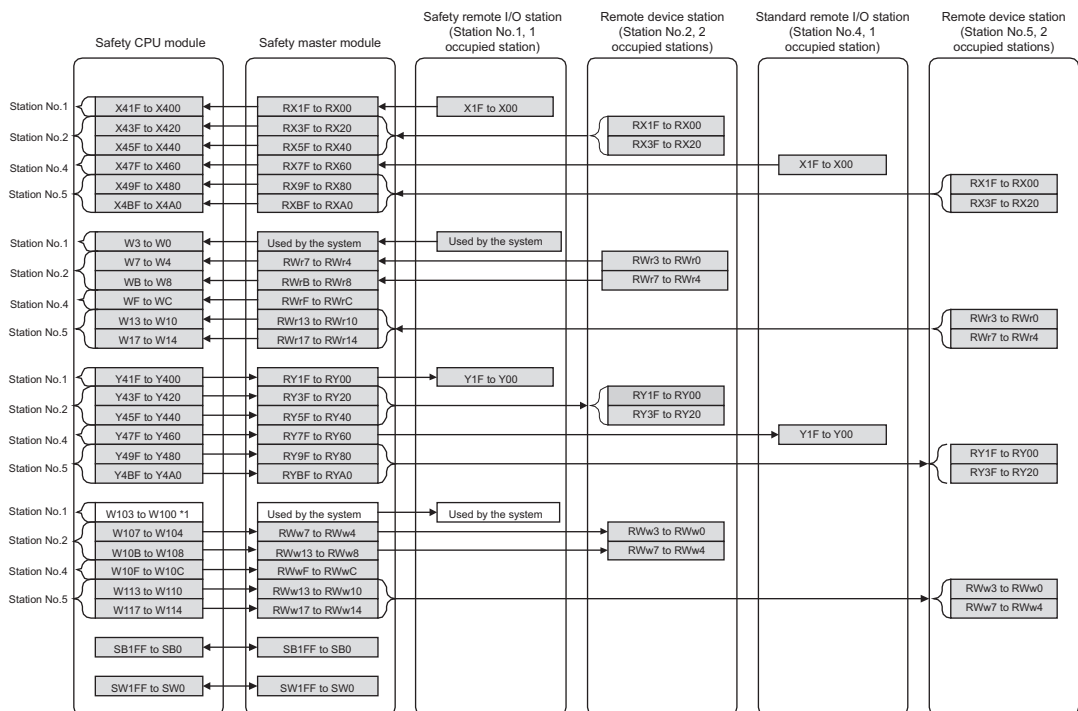 Safety CPU module
Safety master module
Safety remote I/O station
(Station No.1, 1
occupied station)
Remote device station
(Station No.2, 2
occupied stations)
Standard remote I/O station
(Station No.4, 1
occupied station)
Remote device station
(Station No.5, 2
occupied stations)
Station No.1 X41F to X400 RX1F to RX00 X1F to X00
Station No.2
X43F to X420 RX3F to RX20 RX1F to RX00
X45F to X440 RX5F to RX40 RX3F to RX20
Station No.4 X47F to X460 RX7F to RX60 X1F to X00
Station No.5
X49F to X480 RX9F to RX80 RX1F to RX00
X4BF to X4A0 RXBF to RXA0 RX3F to RX20
Station No.1 W3 to W0 Used by the system Used by the system
Station No.2
W7 to W4 RWr7 to RWr4 RWr3 to RWr0
WB to W8 RWrB to RWr8 RWr7 to RWr4
Station No.4 WF to WC RWrF to RWrC
Station No.5
W13 to W10 RWr13 to RWr10 RWr3 to RWr0
W17 to W14 RWr17 to RWr14 RWr7 to RWr4
Station No.1 Y41F to Y400 RY1F to RY00 Y1F to Y00
Station No.2
Y43F to Y420 RY3F to RY20 RY1F to RY00
Y45F to Y440 RY5F to RY40 RY3F to RY20
Station No.4 Y47F to Y460 RY7F to RY60 Y1F to Y00
Station No.5
Y49F to Y480 RY9F to RY80 RY1F to RY00
Y4BF to Y4A0 RYBF to RYA0 RY3F to RY20
Station No.1 W103 to W100 *1 Used by the system Used by the system
Station No.2
W107 to W104 RWw7 to RWw4 RWw3 to RWw0
W10B to W108 RWw13 to RWw8 RWw7 to RWw4
Station No.4 W10F to W10C RWwF to RWwC
Station No.5
W113 to W110 RWw13 to RWw10 RWw3 to RWw0
W117 to W114 RWw17 to RWw14 RWw7 to RWw4
SB1FF to SB0 SB1FF to SB0
SW1FF to SW0 SW1FF to SW0